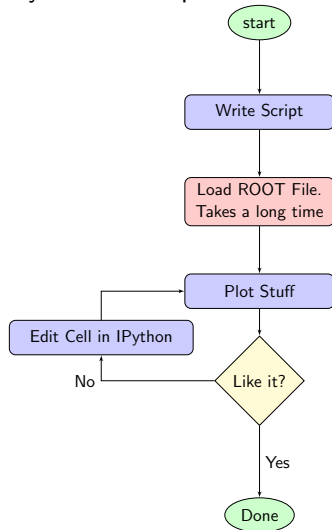 start
Write Script
Load ROOT File.
Takes a long time
Plot Stuff
Edit Cell in IPython
Like it?
No
Yes
Done